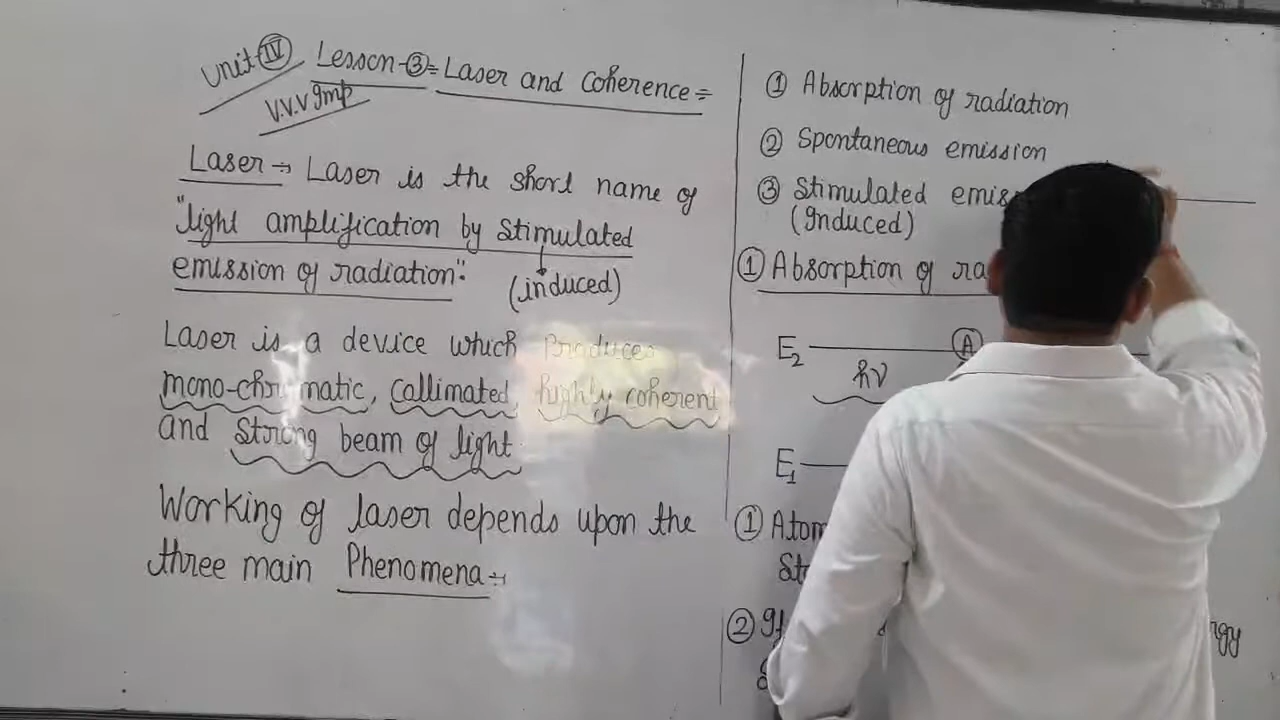 Unit IV Lesson-③= Laser and Coherence =
V.V.V Imp
Laser → Laser is the short name of
"light amplification by Stimulated
emission of radiation".
(induced)
Laser is a device which Produces
mono-chromatic, Callimated, highly coherent
and Strong beam of light
Working of laser depends upon the
three main Phenomena ÷
① Absorption of radiation
② Spontaneous emission
③ Stimulated emiss
(Induced)
① Absorption of ra
E₂ A
hν
E₁
① Atom
St
② If rgy